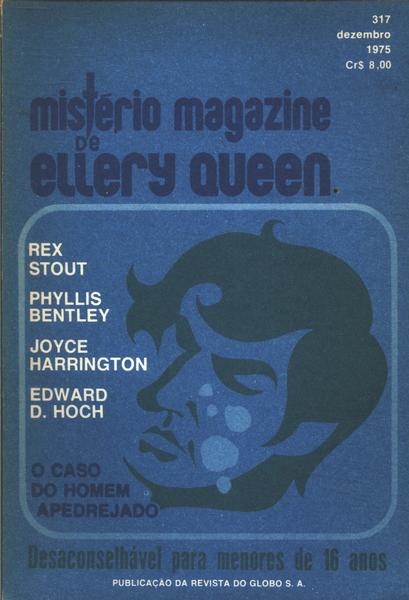 317
dezembro
1975
Cr$ 8,00
mistério magazine
DE
ellery queen.
REX
STOUT
PHYLLIS
BENTLEY
JOYCE
HARRINGTON
EDWARD
D. HOCH
O CASO
DO HOMEM
APEDREJADO
Desaconselhável para menores de 16 anos
PUBLICAÇÃO DA REVISTA DO GLOBO S. A.